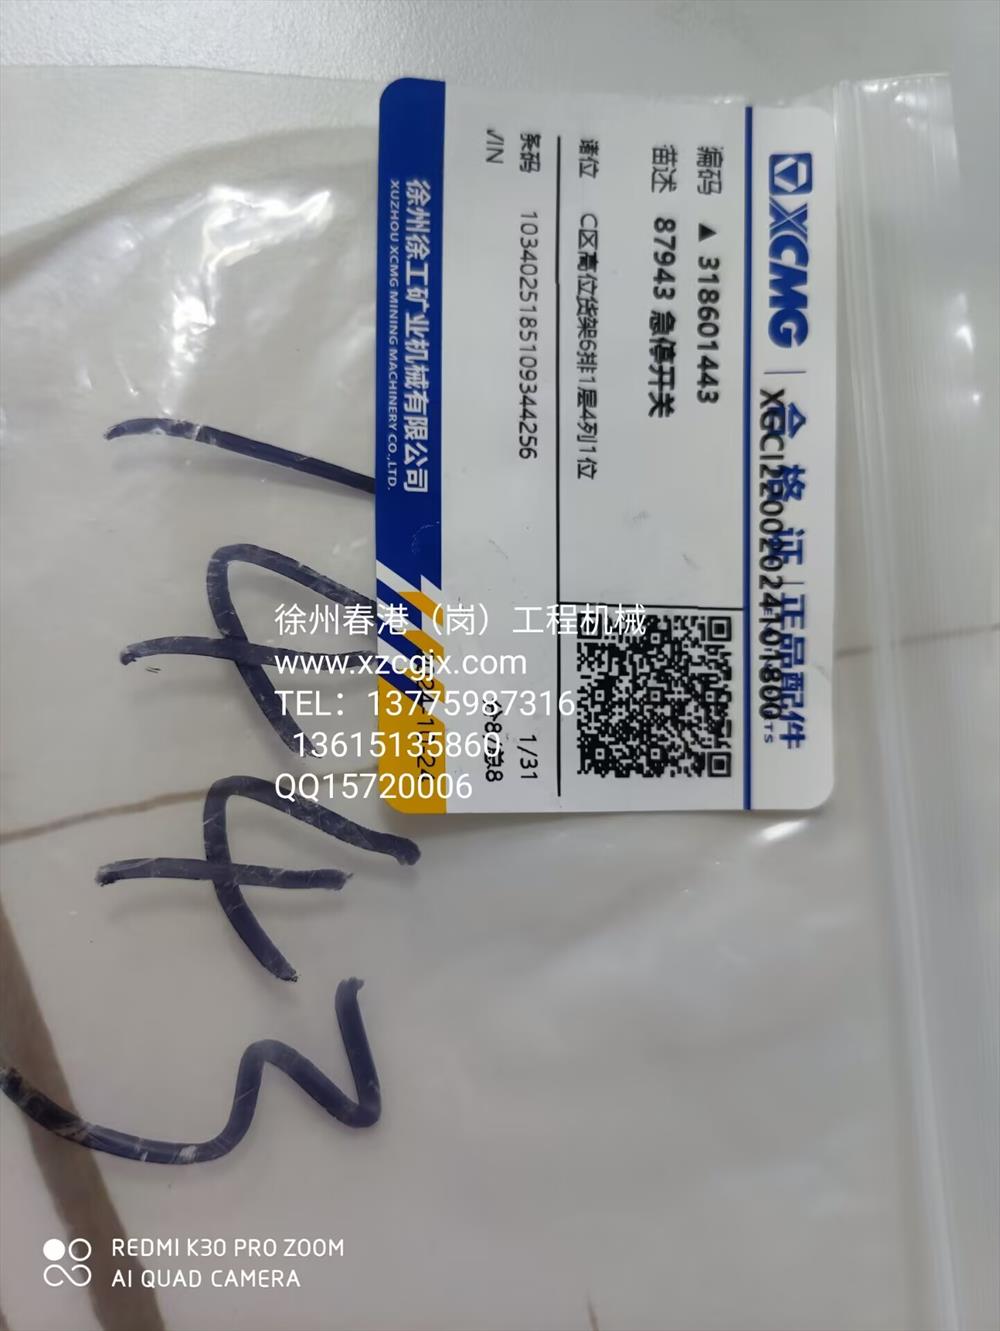 XCMG 合格证 正品配件
XGCI22002024101800
编码 ▲ 318601443
描述 87943 急停开关
储位 C区高位货架6排1层4列1位
条码 1034025185109344256
1/31
VIN
徐州徐工矿业机械有限公司
XUZHOU XCMG MINING MACHINERY CO.,LTD.
1443
徐州春港（岗）工程机械
www.xzcgjx.com
TEL：13775987316
13615135860
QQ15720006
REDMI K30 PRO ZOOM
AI QUAD CAMERA